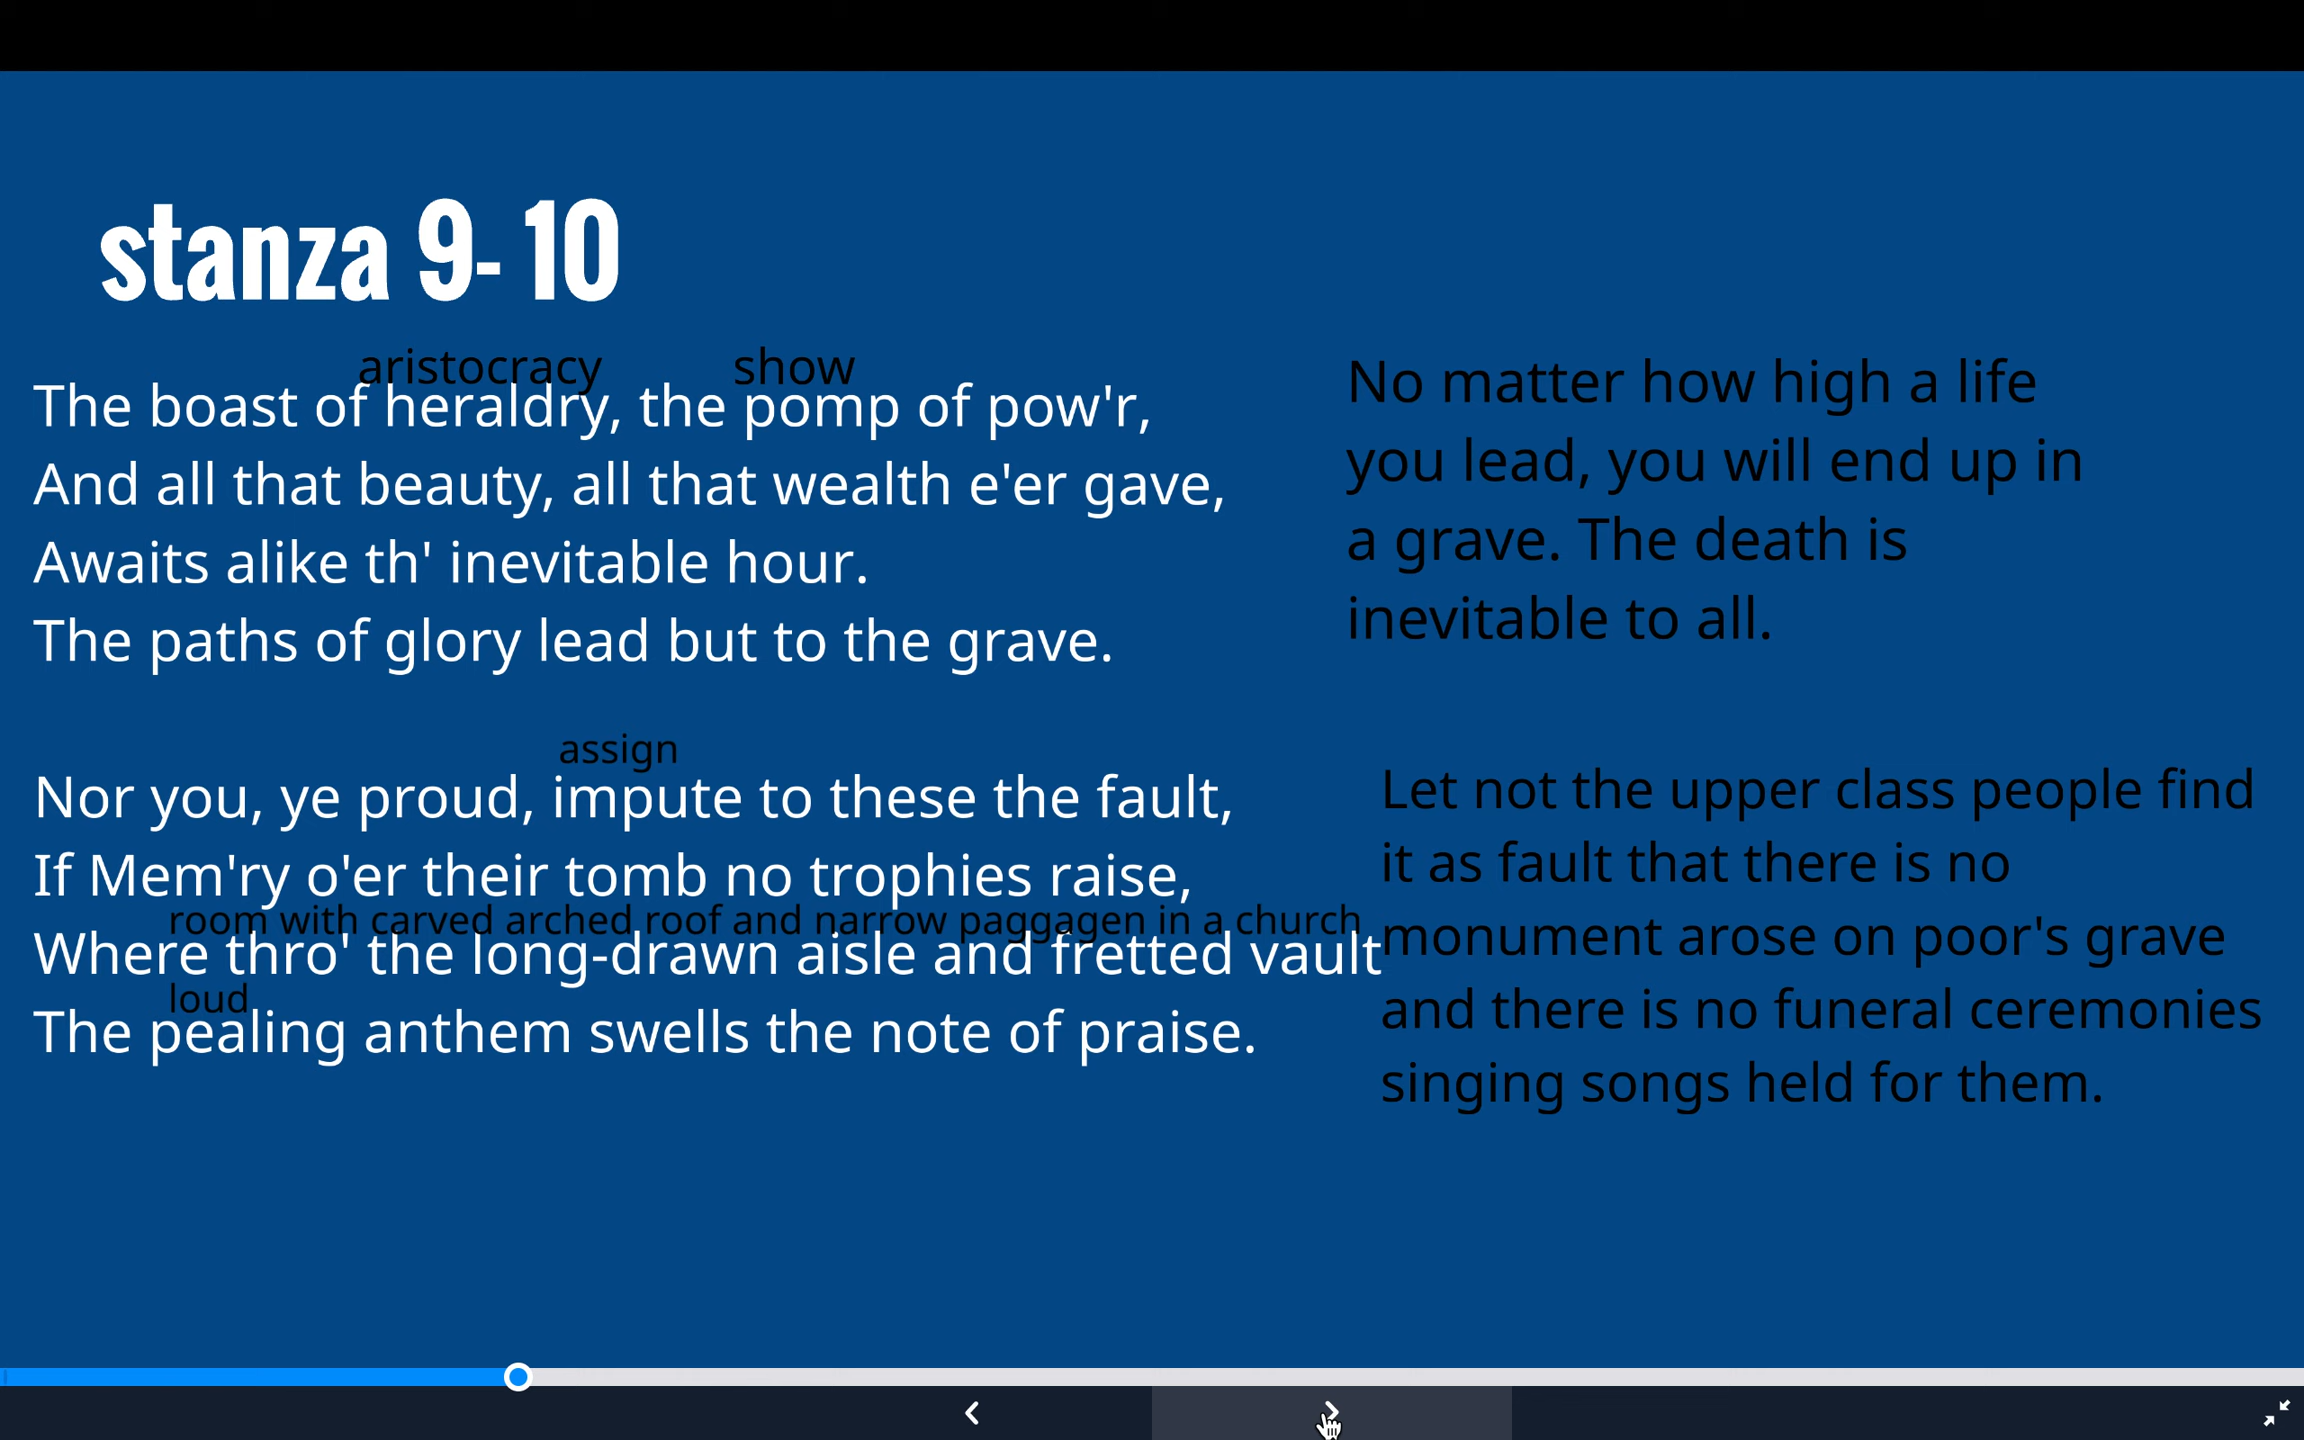 stanza 9- 10
aristocracy show
The boast of heraldry, the pomp of pow'r,
And all that beauty, all that wealth e'er gave,
Awaits alike th' inevitable hour.
The paths of glory lead but to the grave.
No matter how high a life
you lead, you will end up in
a grave. The death is
inevitable to all.
assign
Nor you, ye proud, impute to these the fault,
If Mem'ry o'er their tomb no trophies raise,
room with carved arched roof and narrow paggagen in a church
Where thro' the long-drawn aisle and fretted vault
loud
The pealing anthem swells the note of praise.
Let not the upper class people find
it as fault that there is no
monument arose on poor's grave
and there is no funeral ceremonies
singing songs held for them.